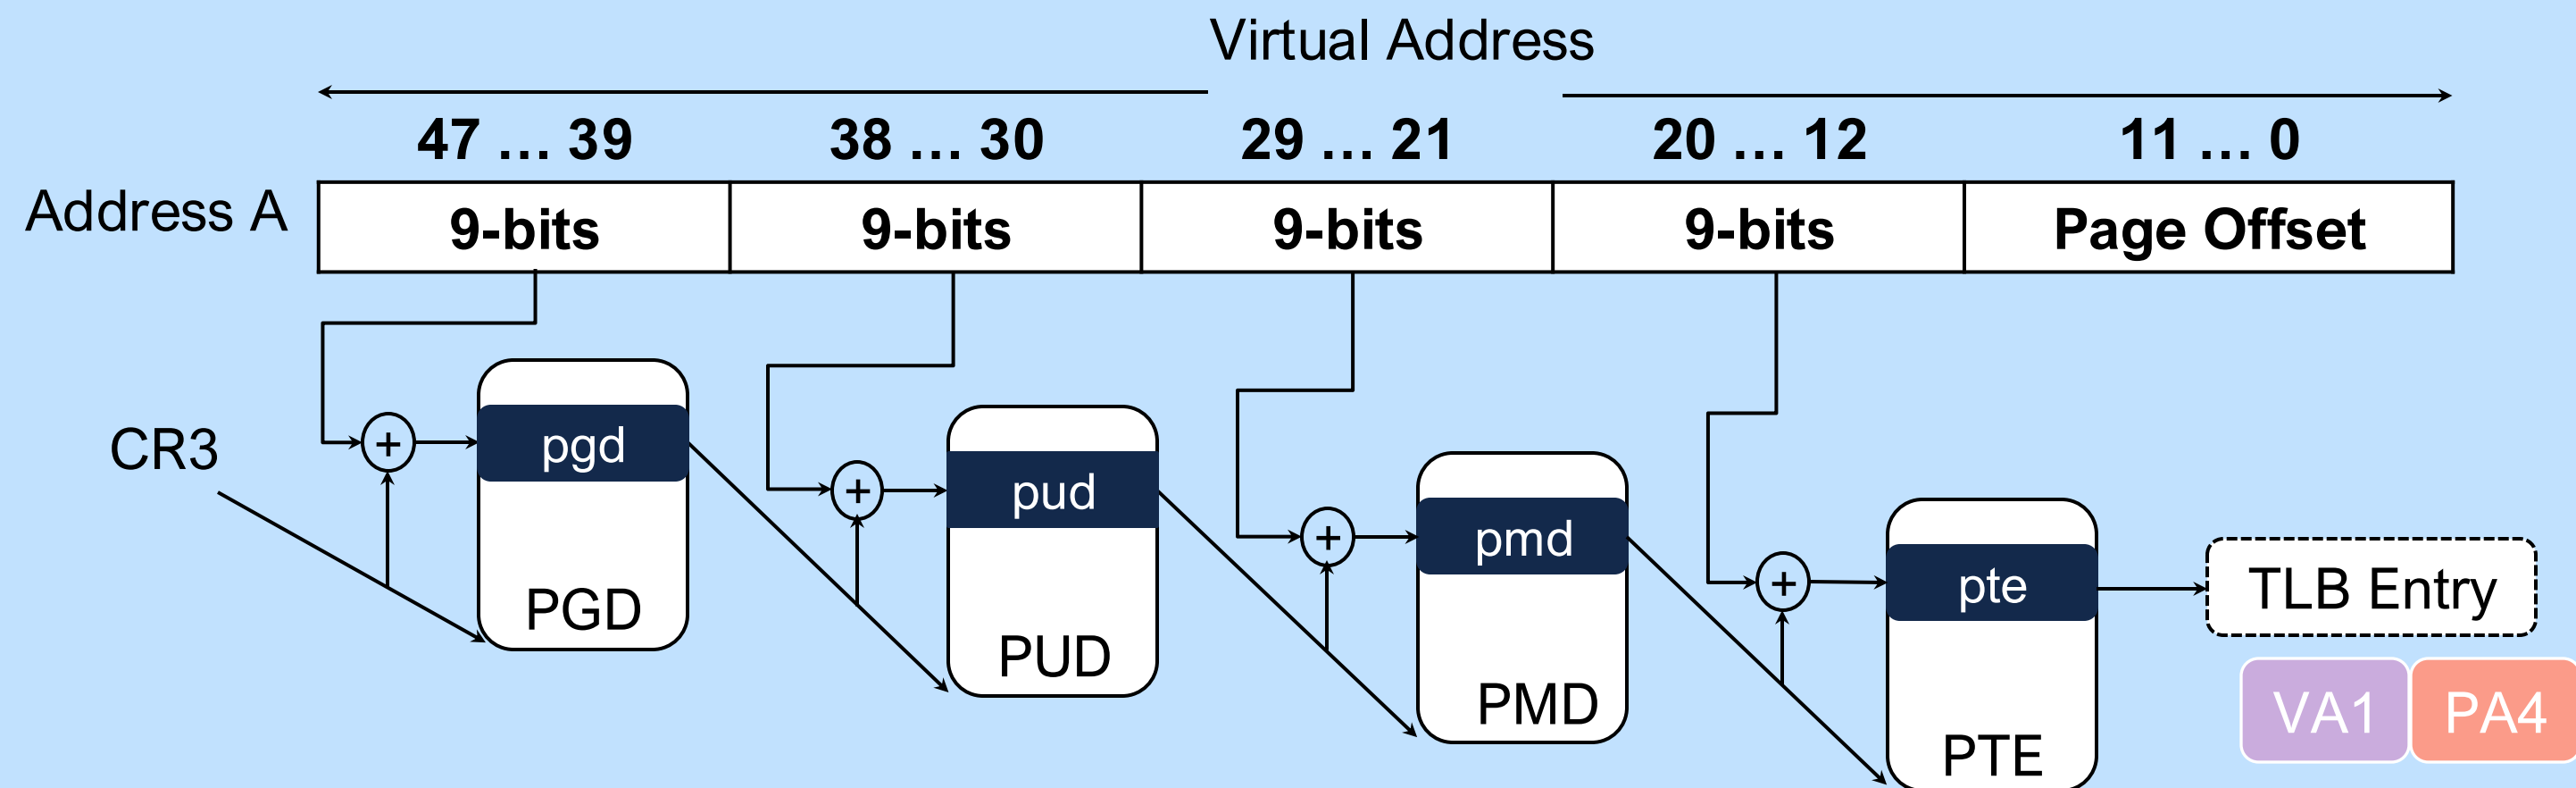 Virtual Address
47 ... 39 38 ... 30 29 ... 21 20 ... 12 11 ... 0
Address A 9-bits 9-bits 9-bits 9-bits Page Offset
CR3 + pgd + pud + pmd + pte TLB Entry
PGD PUD PMD PTE
VA1 PA4